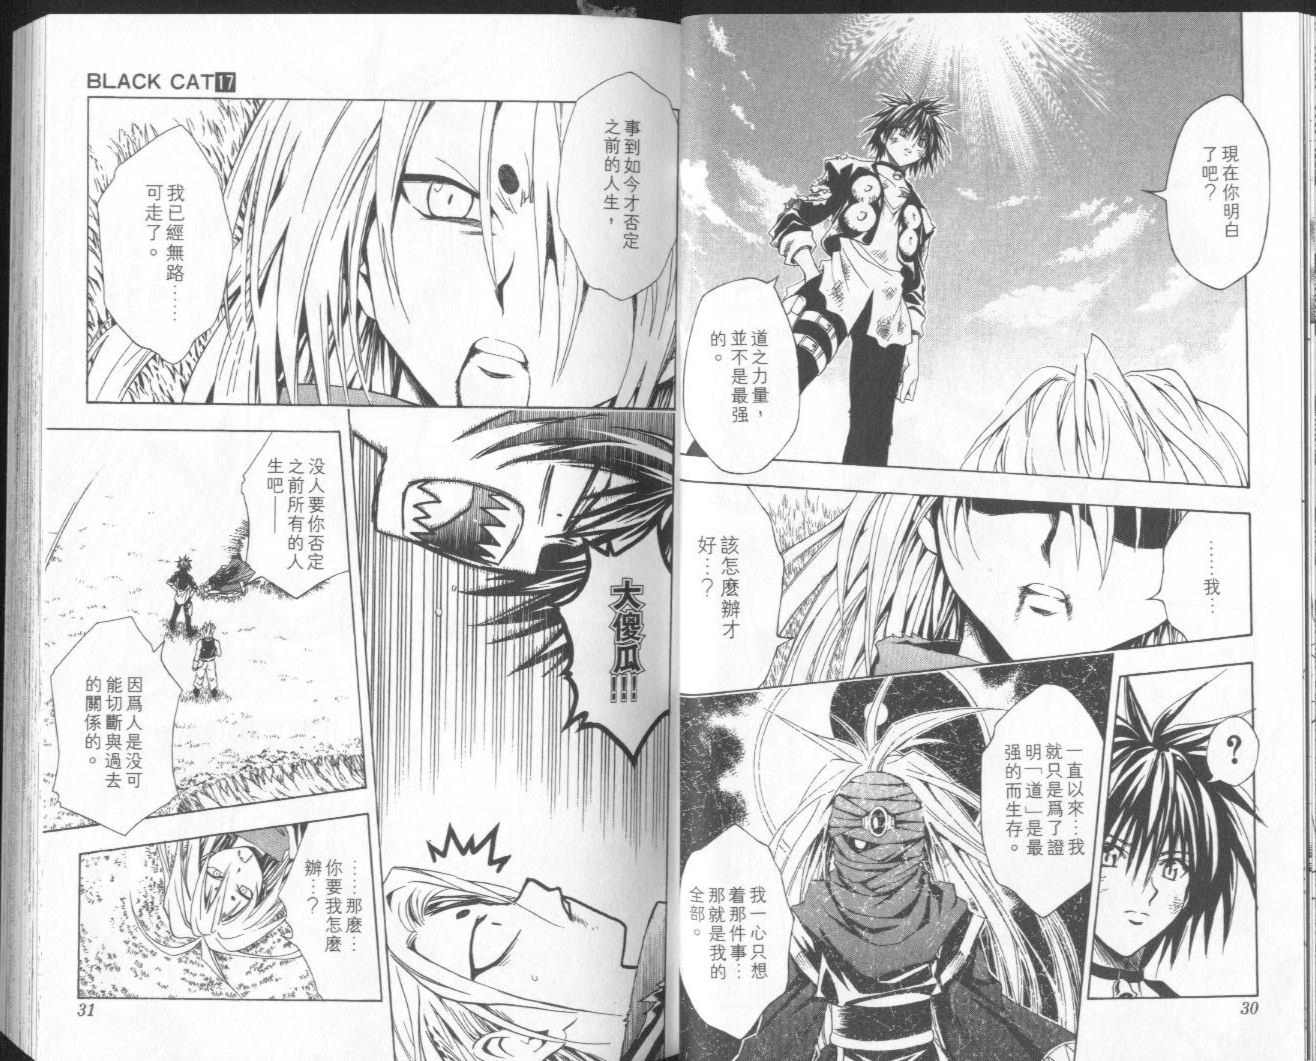 現在你明白
了吧？
道之力量，
並不是最强
的。
……我…
該怎麼辦才
好…？
？
一直以來…我
就只是爲了證
明「道」是最
强的而生存。
我一心只想
着那件事…
那就是我的
全部。
30
BLACK CAT 17
事到如今才否定
之前的人生，
我已經無路……
可走了。
大傻瓜!!!
没人要你否定
之前所有的人
生吧——
因爲人是没可
能切斷與過去
的關係的。
……那麼…
你要我怎麼
辦…？
31